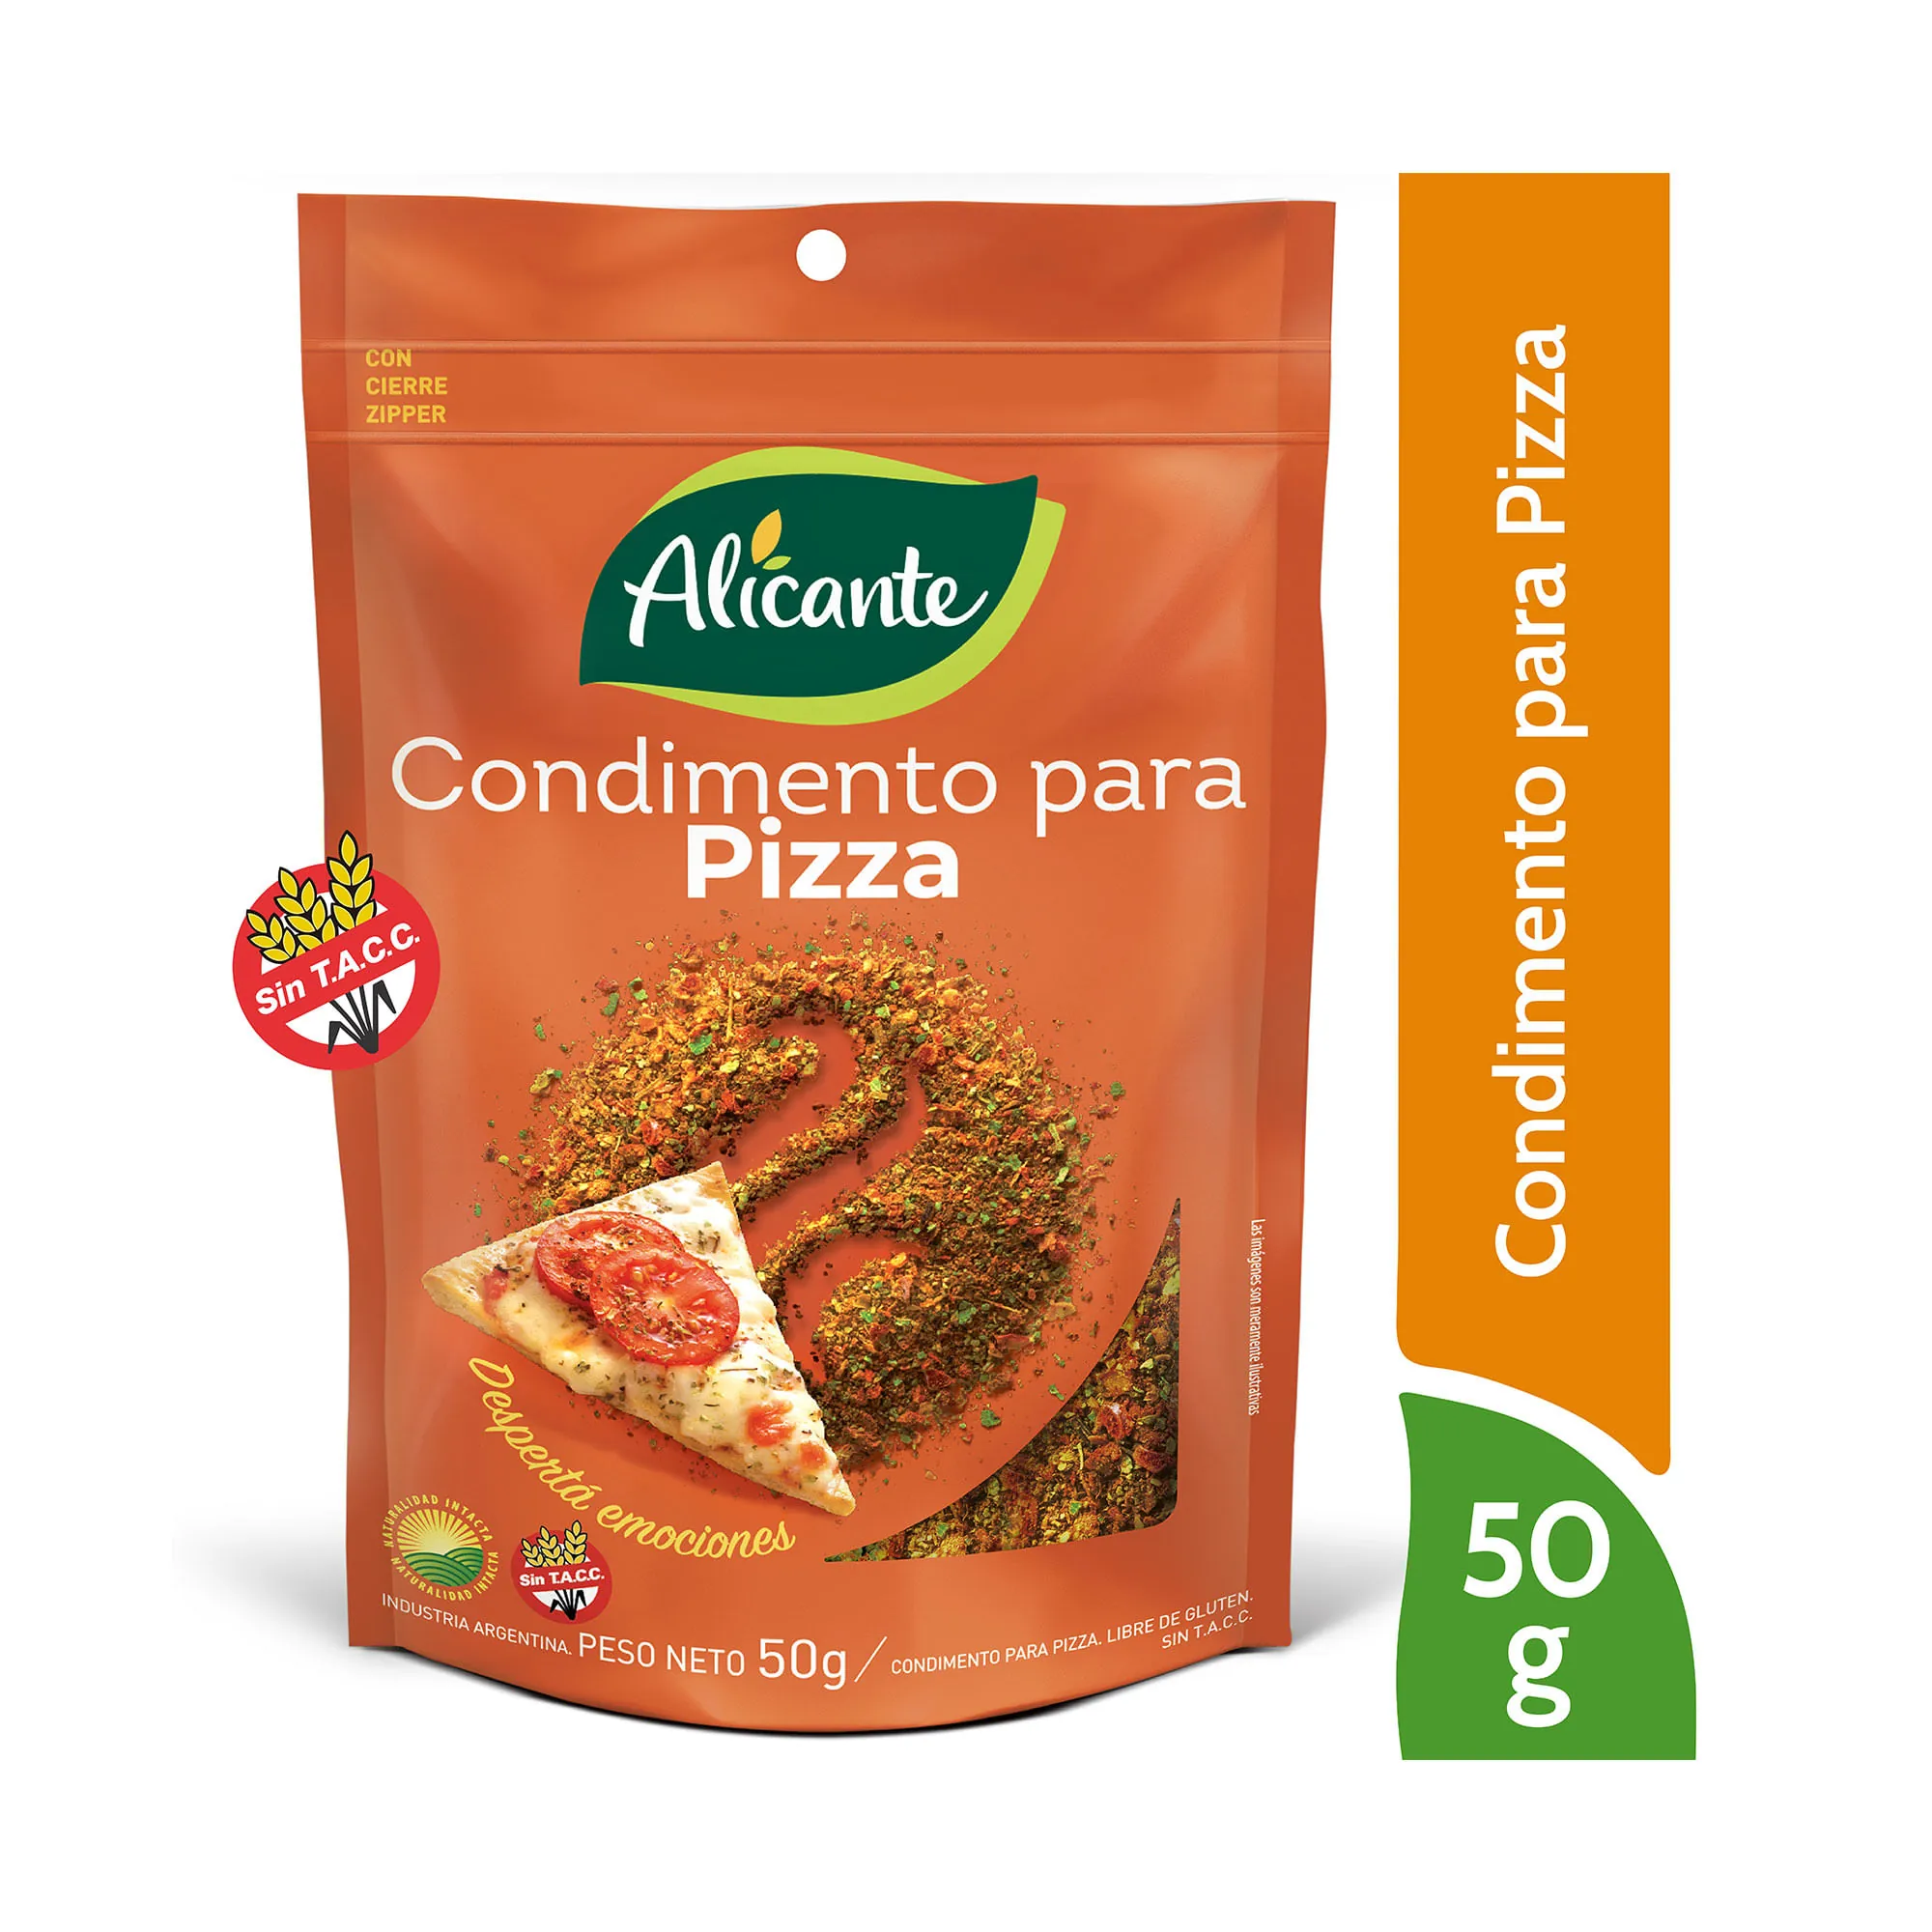 CON
CIERRE
ZIPPER
Alicante
Condimento para
Pizza
Sin T.A.C.C.
Despertá emociones
Las imágenes son meramente ilustrativas
NATURALIDAD INTACTA
NATURALIDAD INTACTA
Sin T.A.C.C.
INDUSTRIA ARGENTINA. PESO NETO 50g / CONDIMENTO PARA PIZZA. LIBRE DE GLUTEN.
SIN T.A.C.C.
Condimento para Pizza
50
g